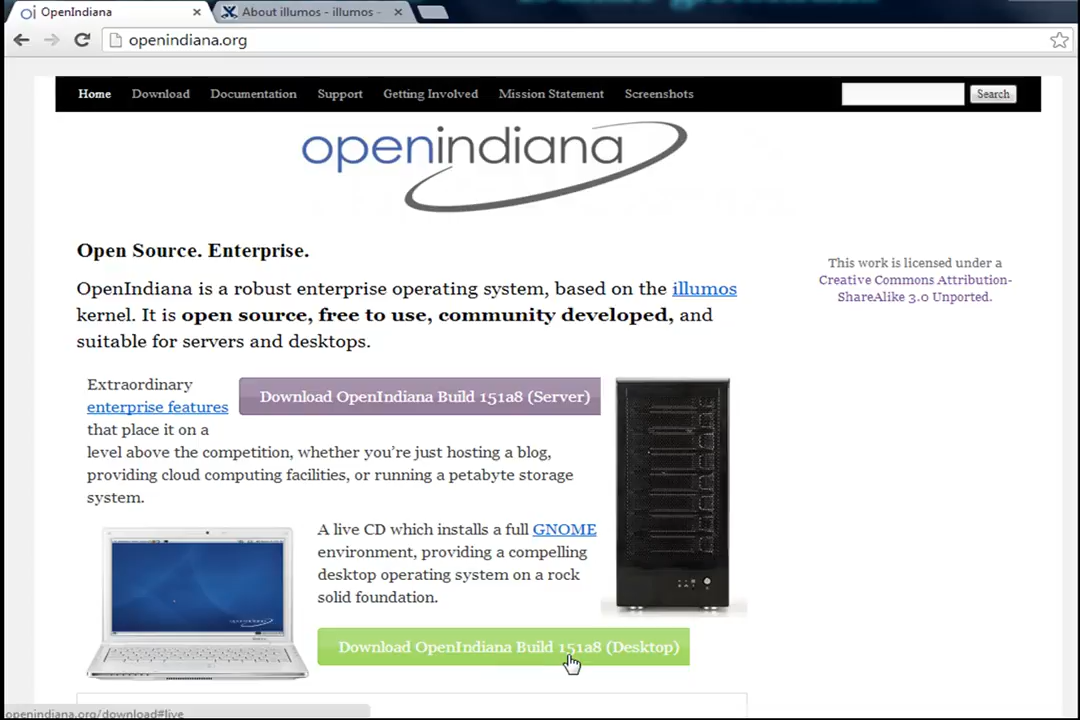 OpenIndiana
About illumos - illumos -
openindiana.org
Home Download Documentation Support Getting Involved Mission Statement Screenshots Search
openindiana
Open Source. Enterprise.
OpenIndiana is a robust enterprise operating system, based on the illumos
kernel. It is open source, free to use, community developed, and
suitable for servers and desktops.
This work is licensed under a
Creative Commons Attribution-
ShareAlike 3.0 Unported.
Extraordinary
enterprise features
that place it on a
Download OpenIndiana Build 151a8 (Server)
level above the competition, whether you’re just hosting a blog,
providing cloud computing facilities, or running a petabyte storage
system.
A live CD which installs a full GNOME
environment, providing a compelling
desktop operating system on a rock
solid foundation.
openindiana
Download OpenIndiana Build 151a8 (Desktop)
openindiana.org/download#live